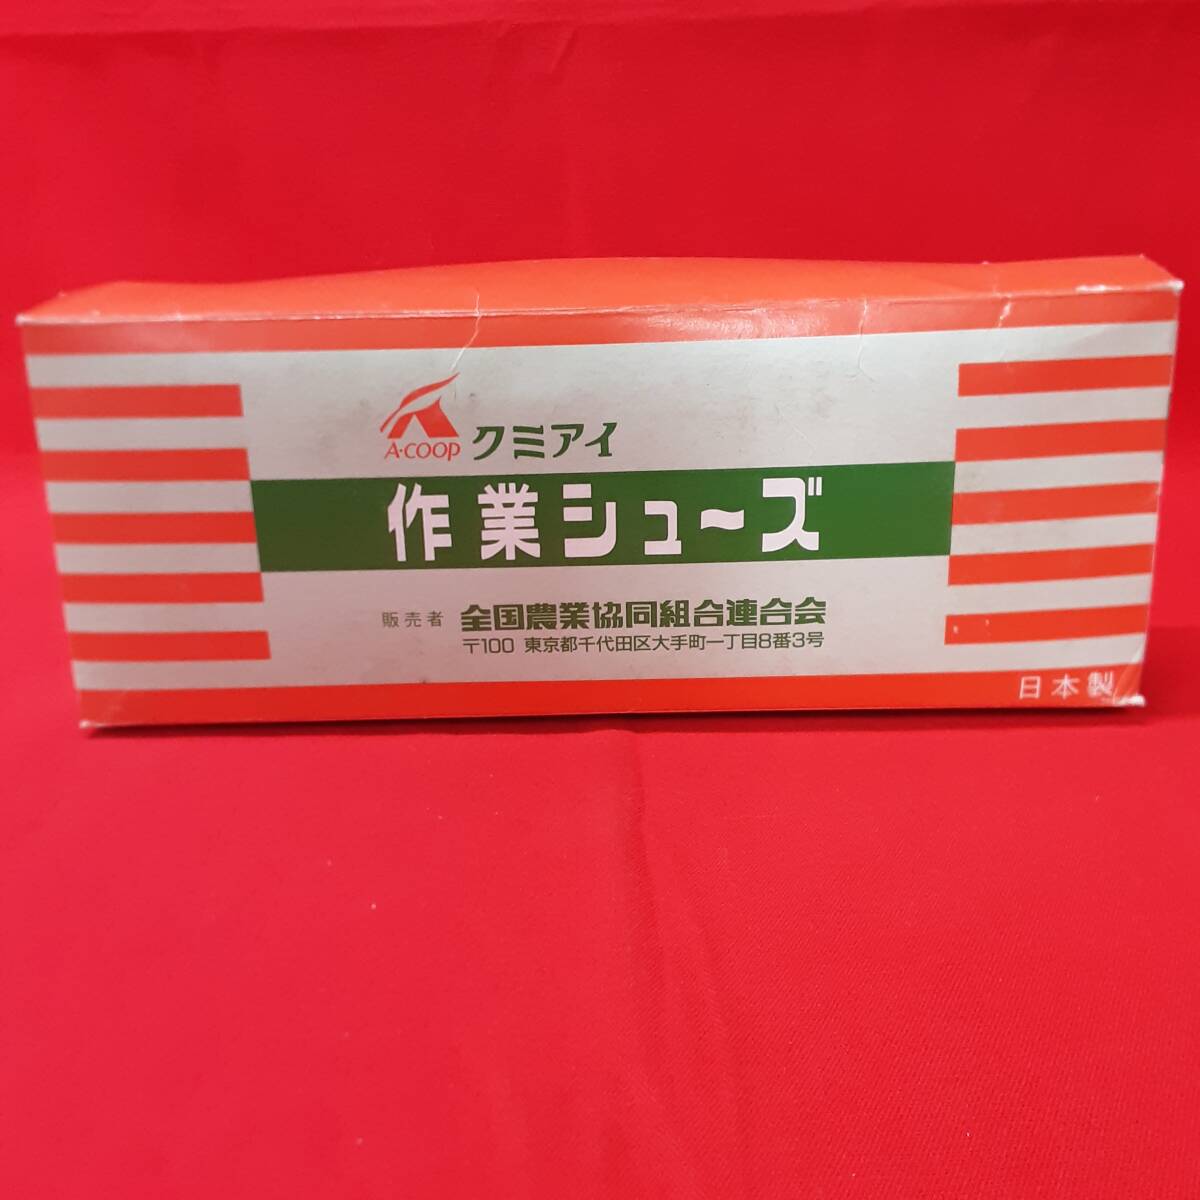 A·COOP クミアイ
作業シューズ
販売者 全国農業協同組合連合会
〒100 東京都千代田区大手町一丁目8番3号
日本製